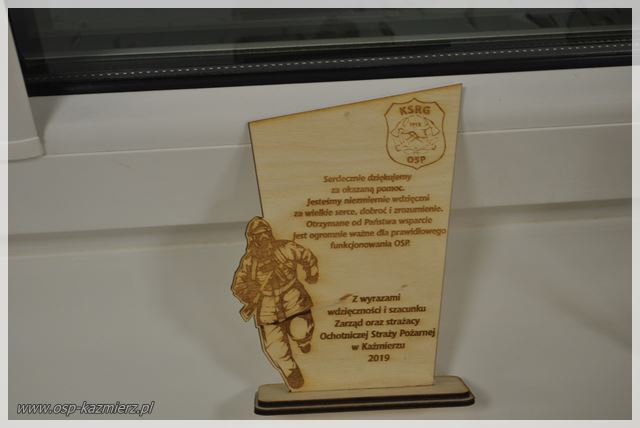 KSRG
1918
OSP
Serdecznie dziękujemy
za okazaną pomoc.
Jesteśmy niezmiernie wdzięczni
za wielkie serce, dobroć i zrozumienie.
Otrzymane od Państwa wsparcie
jest ogromnie ważne dla prawidłowego
funkcjonowania OSP.
Z wyrazami
wdzięczności i szacunku
Zarząd oraz strażacy
Ochotniczej Straży Pożarnej
w Kaźmierzu
2019
www.osp-kazmierz.pl